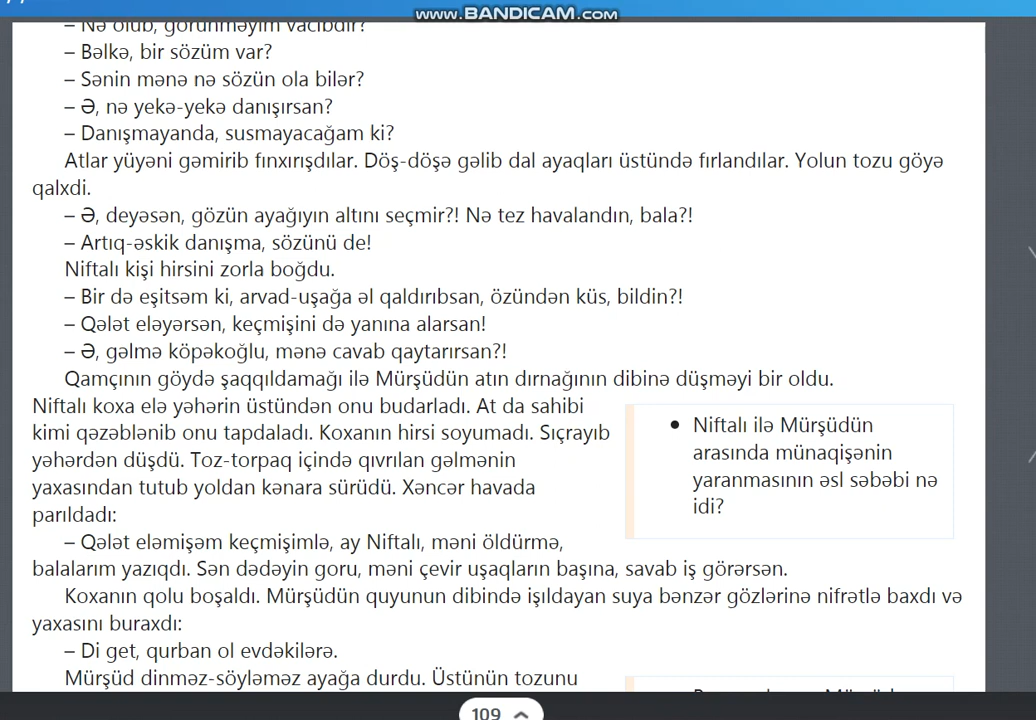 www.BANDICAM.com
– Nə olub, görünməyim vacibdir?
– Bəlkə, bir sözüm var?
– Sənin mənə nə sözün ola bilər?
– Ə, nə yekə-yekə danışırsan?
– Danışmayanda, susmayacağam ki?
Atlar yüyəni gəmirib fınxırışdılar. Döş-döşə gəlib dal ayaqları üstündə fırlandılar. Yolun tozu göyə
qalxdi.
– Ə, deyəsən, gözün ayağıyın altını seçmir?! Nə tez havalandın, bala?!
– Artıq-əskik danışma, sözünü de!
Niftalı kişi hirsini zorla boğdu.
– Bir də eşitsəm ki, arvad-uşağa əl qaldırıbsan, özündən küs, bildin?!
– Qələt eləyərsən, keçmişini də yanına alarsan!
– Ə, gəlmə köpəkoğlu, mənə cavab qaytarırsan?!
Qamçının göydə şaqqıldamağı ilə Mürşüdün atın dırnağının dibinə düşməyi bir oldu.
Niftalı koxa elə yəhərin üstündən onu budarladı. At da sahibi
kimi qəzəblənib onu tapdaladı. Koxanın hirsi soyumadı. Sıçrayıb
yəhərdən düşdü. Toz-torpaq içində qıvrılan gəlmənin
yaxasından tutub yoldan kənara sürüdü. Xəncər havada
parıldadı:
– Qələt eləmişəm keçmişimlə, ay Niftalı, məni öldürmə,
balalarım yazıqdı. Sən dədəyin goru, məni çevir uşaqların başına, savab iş görərsən.
Koxanın qolu boşaldı. Mürşüdün quyunun dibində işıldayan suya bənzər gözlərinə nifrətlə baxdı və
yaxasını buraxdı:
– Di get, qurban ol evdəkilərə.
Mürşüd dinməz-söyləməz ayağa durdu. Üstünün tozunu
• Niftalı ilə Mürşüdün
arasında münaqişənin
yaranmasının əsl səbəbi nə
idi?
109